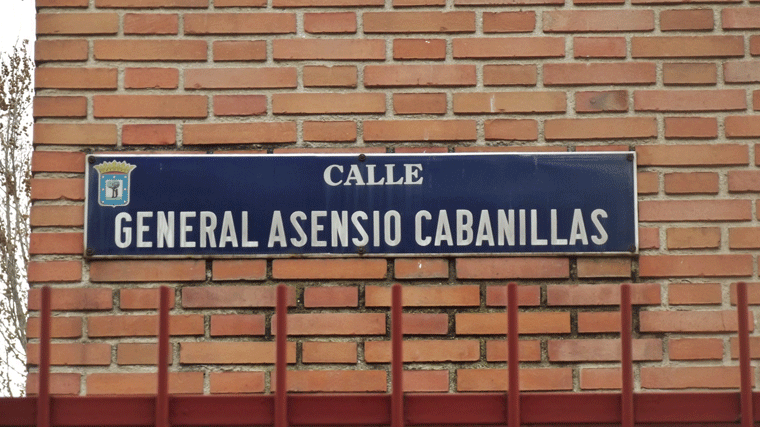 CALLE
GENERAL ASENSIO CABANILLAS